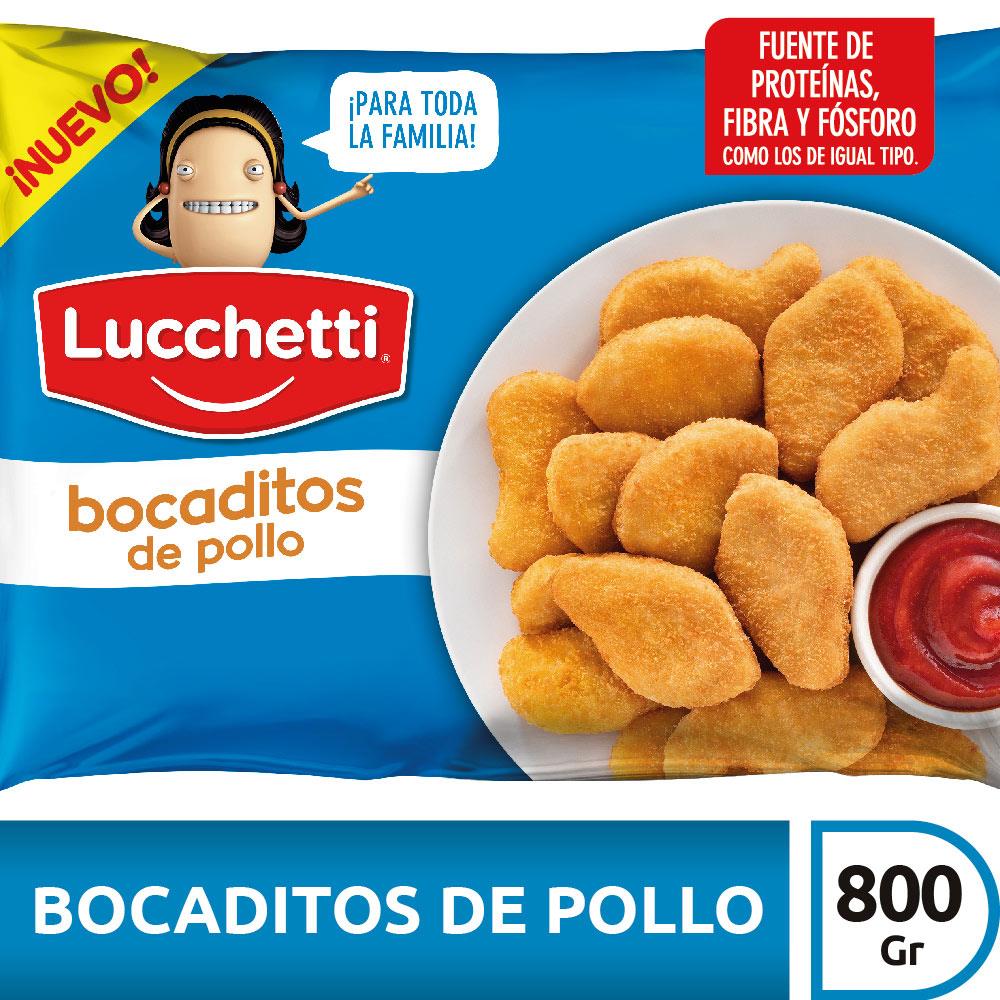 ¡NUEVO!
¡PARA TODA
LA FAMILIA!
FUENTE DE
PROTEÍNAS,
FIBRA Y FÓSFORO
COMO LOS DE IGUAL TIPO.
Lucchetti®
bocaditos
de pollo
BOCADITOS DE POLLO
800
Gr